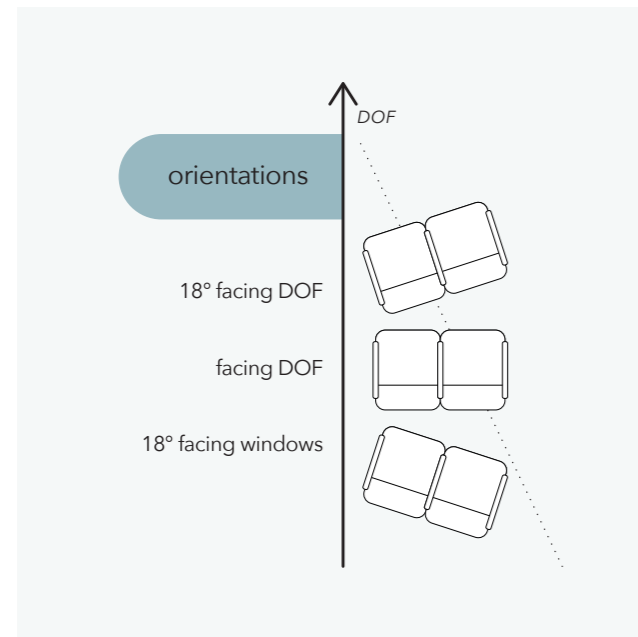 DOF
orientations
18° facing DOF
facing DOF
18° facing windows